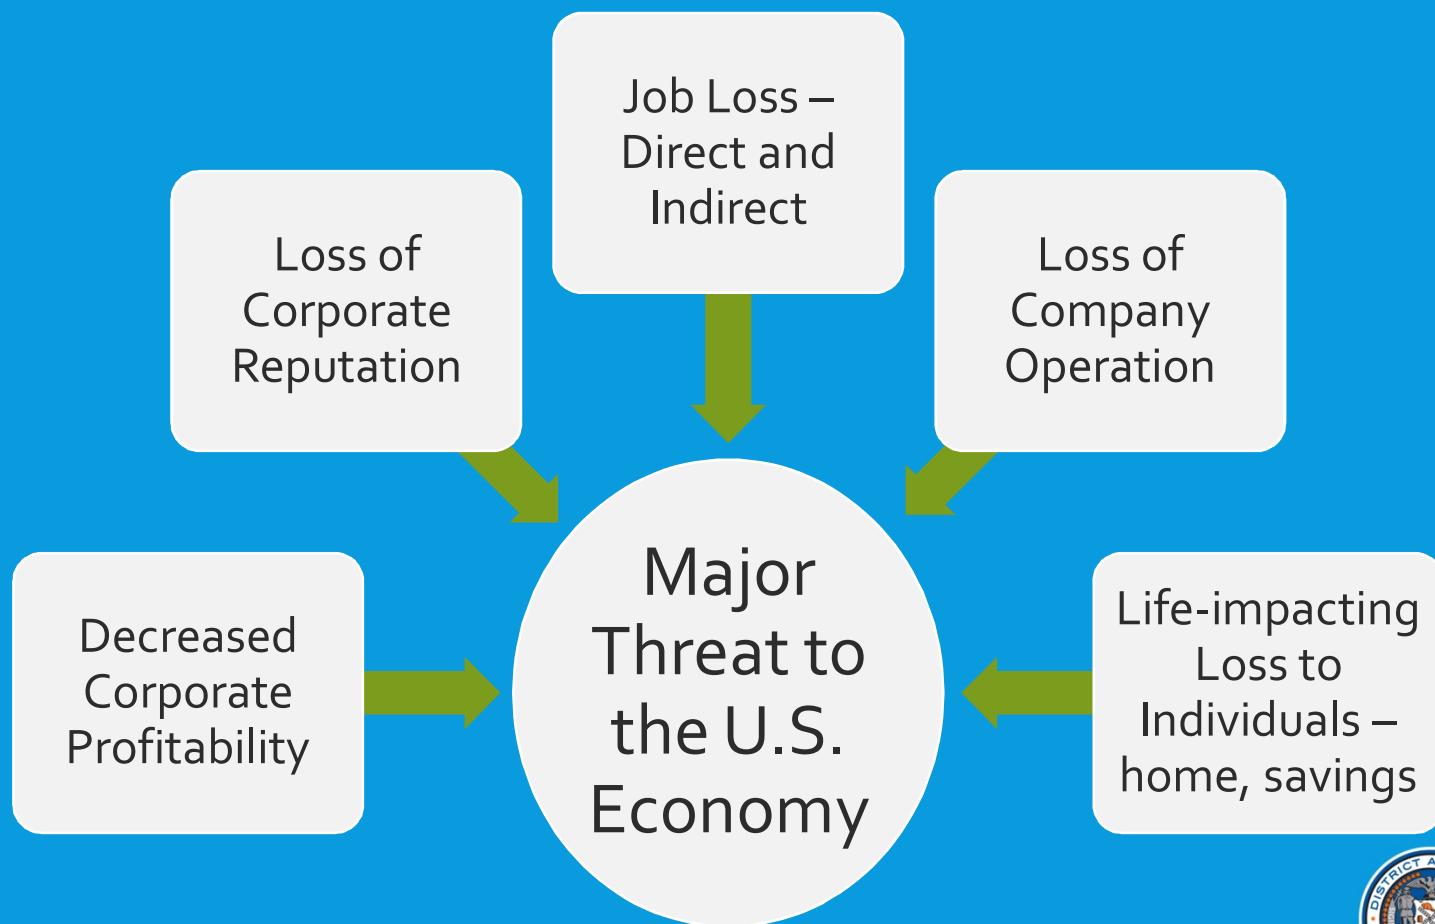 Job Loss –
Direct and
Indirect
Loss of
Corporate
Reputation
Loss of
Company
Operation
Decreased
Corporate
Profitability
Major
Threat to
the U.S.
Economy
Life-impacting
Loss to
Individuals –
home, savings
DISTRICT